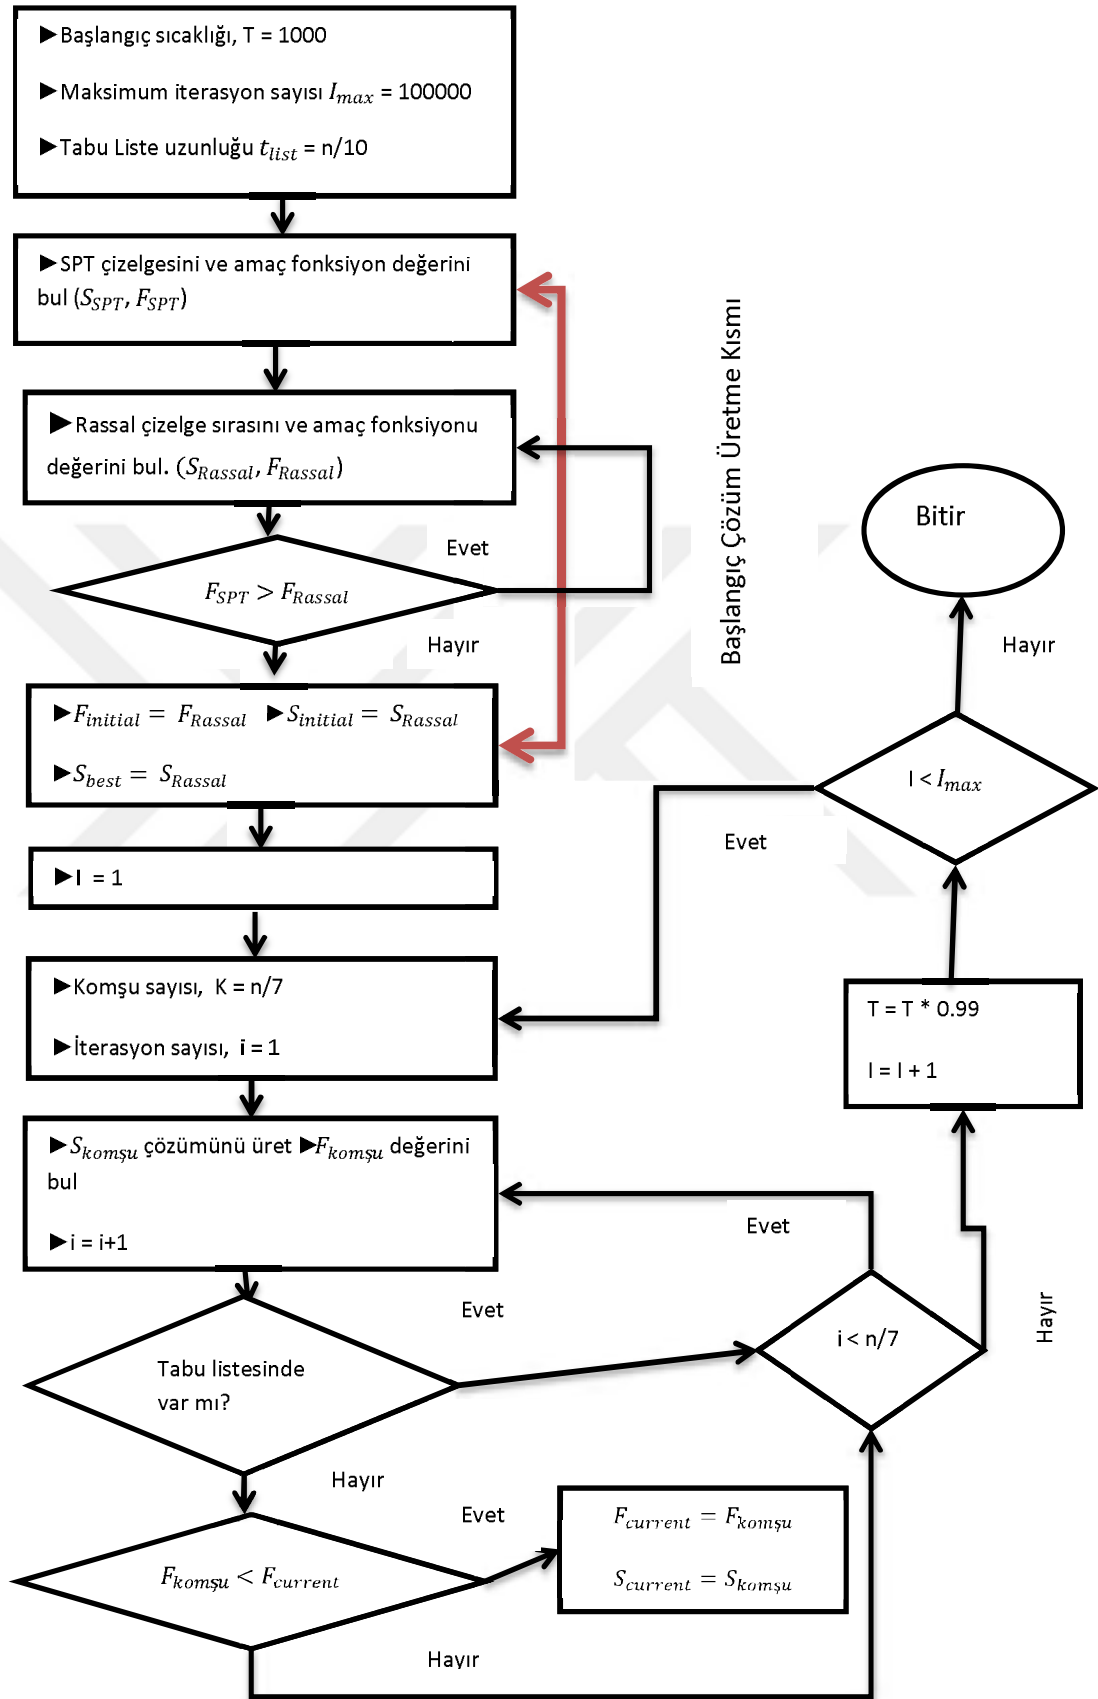 ►Başlangıç sıcaklığı, T = 1000
►Maksimum iterasyon sayısı I_max = 100000
►Tabu Liste uzunluğu t_list = n/10
►SPT çizelgesini ve amaç fonksiyon değerini
bul (S_SPT, F_SPT)
►Rassal çizelge sırasını ve amaç fonksiyonu
değerini bul. (S_Rassal, F_Rassal)
Evet
F_SPT > F_Rassal
Hayır
►F_initial = F_Rassal ►S_initial = S_Rassal
►S_best = S_Rassal
Başlangıç Çözüm Üretme Kısmı
►I = 1
►Komşu sayısı, K = n/7
►İterasyon sayısı, i = 1
►S_komşu çözümünü üret ►F_komşu değerini
bul
►i = i+1
Evet
Tabu listesinde
var mı?
Hayır
Evet
F_komşu < F_current
Hayır
F_current = F_komşu
S_current = S_komşu
Evet
i < n/7
Hayır
T = T * 0.99
I = I + 1
Evet
I < I_max
Hayır
Bitir